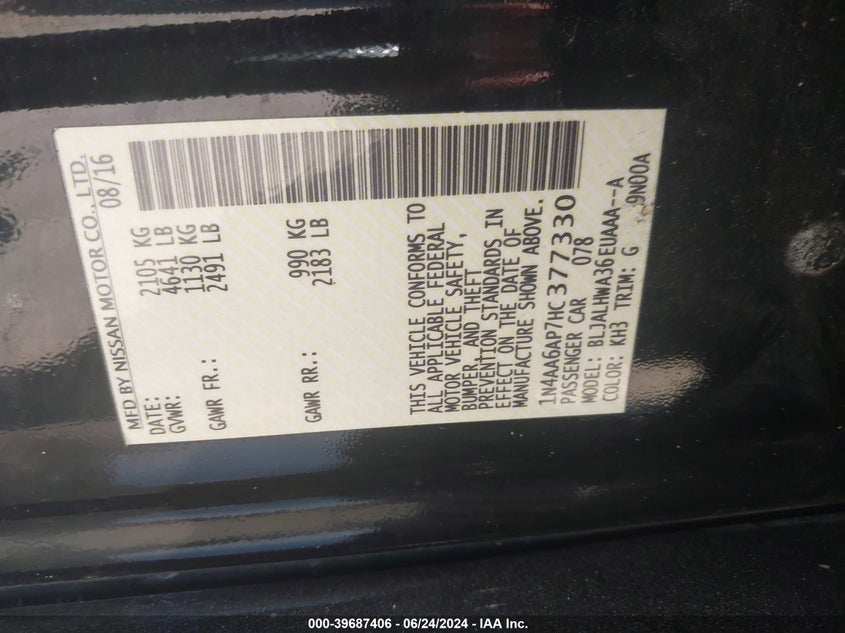 MFD BY NISSAN MOTOR CO., LTD.
DATE: 08/16
GVWR: 2105 KG
4641 LB
GAWR FR.: 1130 KG
2491 LB
GAWR RR.: 990 KG
2183 LB
THIS VEHICLE CONFORMS TO
ALL APPLICABLE FEDERAL
MOTOR VEHICLE SAFETY,
BUMPER, AND THEFT
PREVENTION STANDARDS IN
EFFECT ON THE DATE OF
MANUFACTURE SHOWN ABOVE.
1N4AA6AP7HC377330
PASSENGER CAR 078
MODEL: BLJALHWA36EUAAA--A
COLOR: KH3 TRIM: G 9N00A
000-39687406 - 06/24/2024 - IAA Inc.